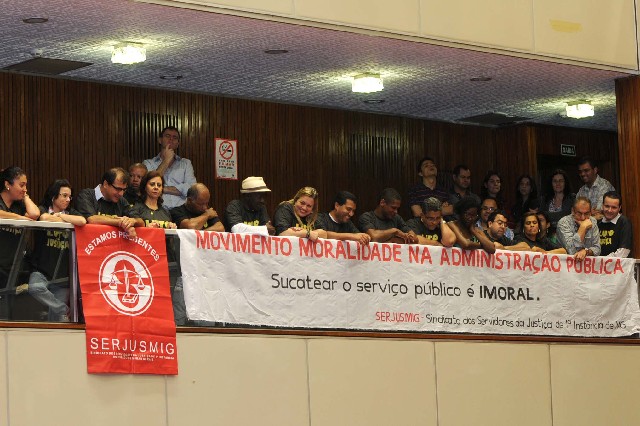 ESTAMOS PRESENTES
SERJUSMIG
MOVIMENTO MORALIDADE NA ADMINISTRAÇÃO PÚBLICA
Sucatear o serviço público é IMORAL.
SERJUSMIG - Sindicato dos Servidores da Justiça de 1ª Instância de MG